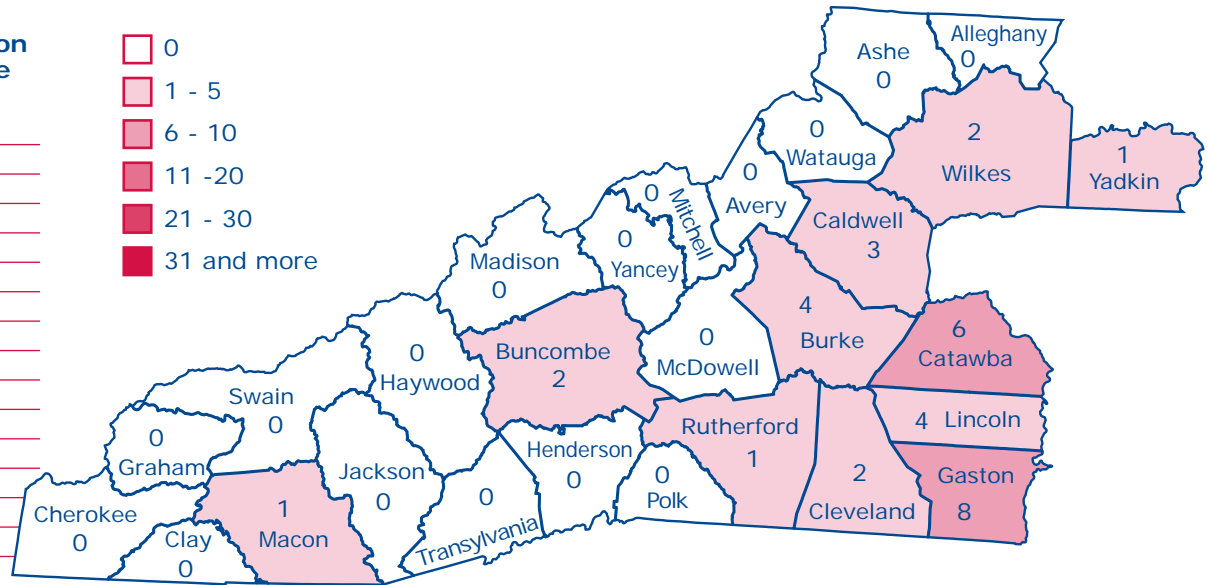 on
e
0
1 - 5
6 - 10
11 -20
21 - 30
31 and more
Ashe
0
Alleghany
0
0
Watauga
2
Wilkes
1
Yadkin
0
Avery
0
Mitchell
Caldwell
3
0
Yancey
Madison
0
4
Burke
0
McDowell
6
Catawba
Buncombe
2
0
Haywood
Swain
0
4 Lincoln
Rutherford
1
2
Cleveland
Gaston
8
0
Graham
Henderson
0
0
Polk
Jackson
0
0
Transylvania
1
Macon
Cherokee
0
Clay
0